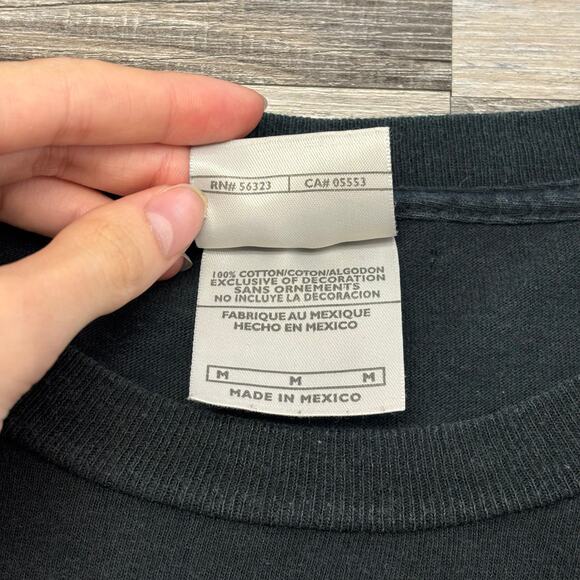 RN# 56323 CA# 05553
100% COTTON/COTON/ALGODON
EXCLUSIVE OF DECORATION
SANS ORNEMENTS
NO INCLUYE LA DECORACION
FABRIQUE AU MEXIQUE
HECHO EN MEXICO
M M M
MADE IN MEXICO